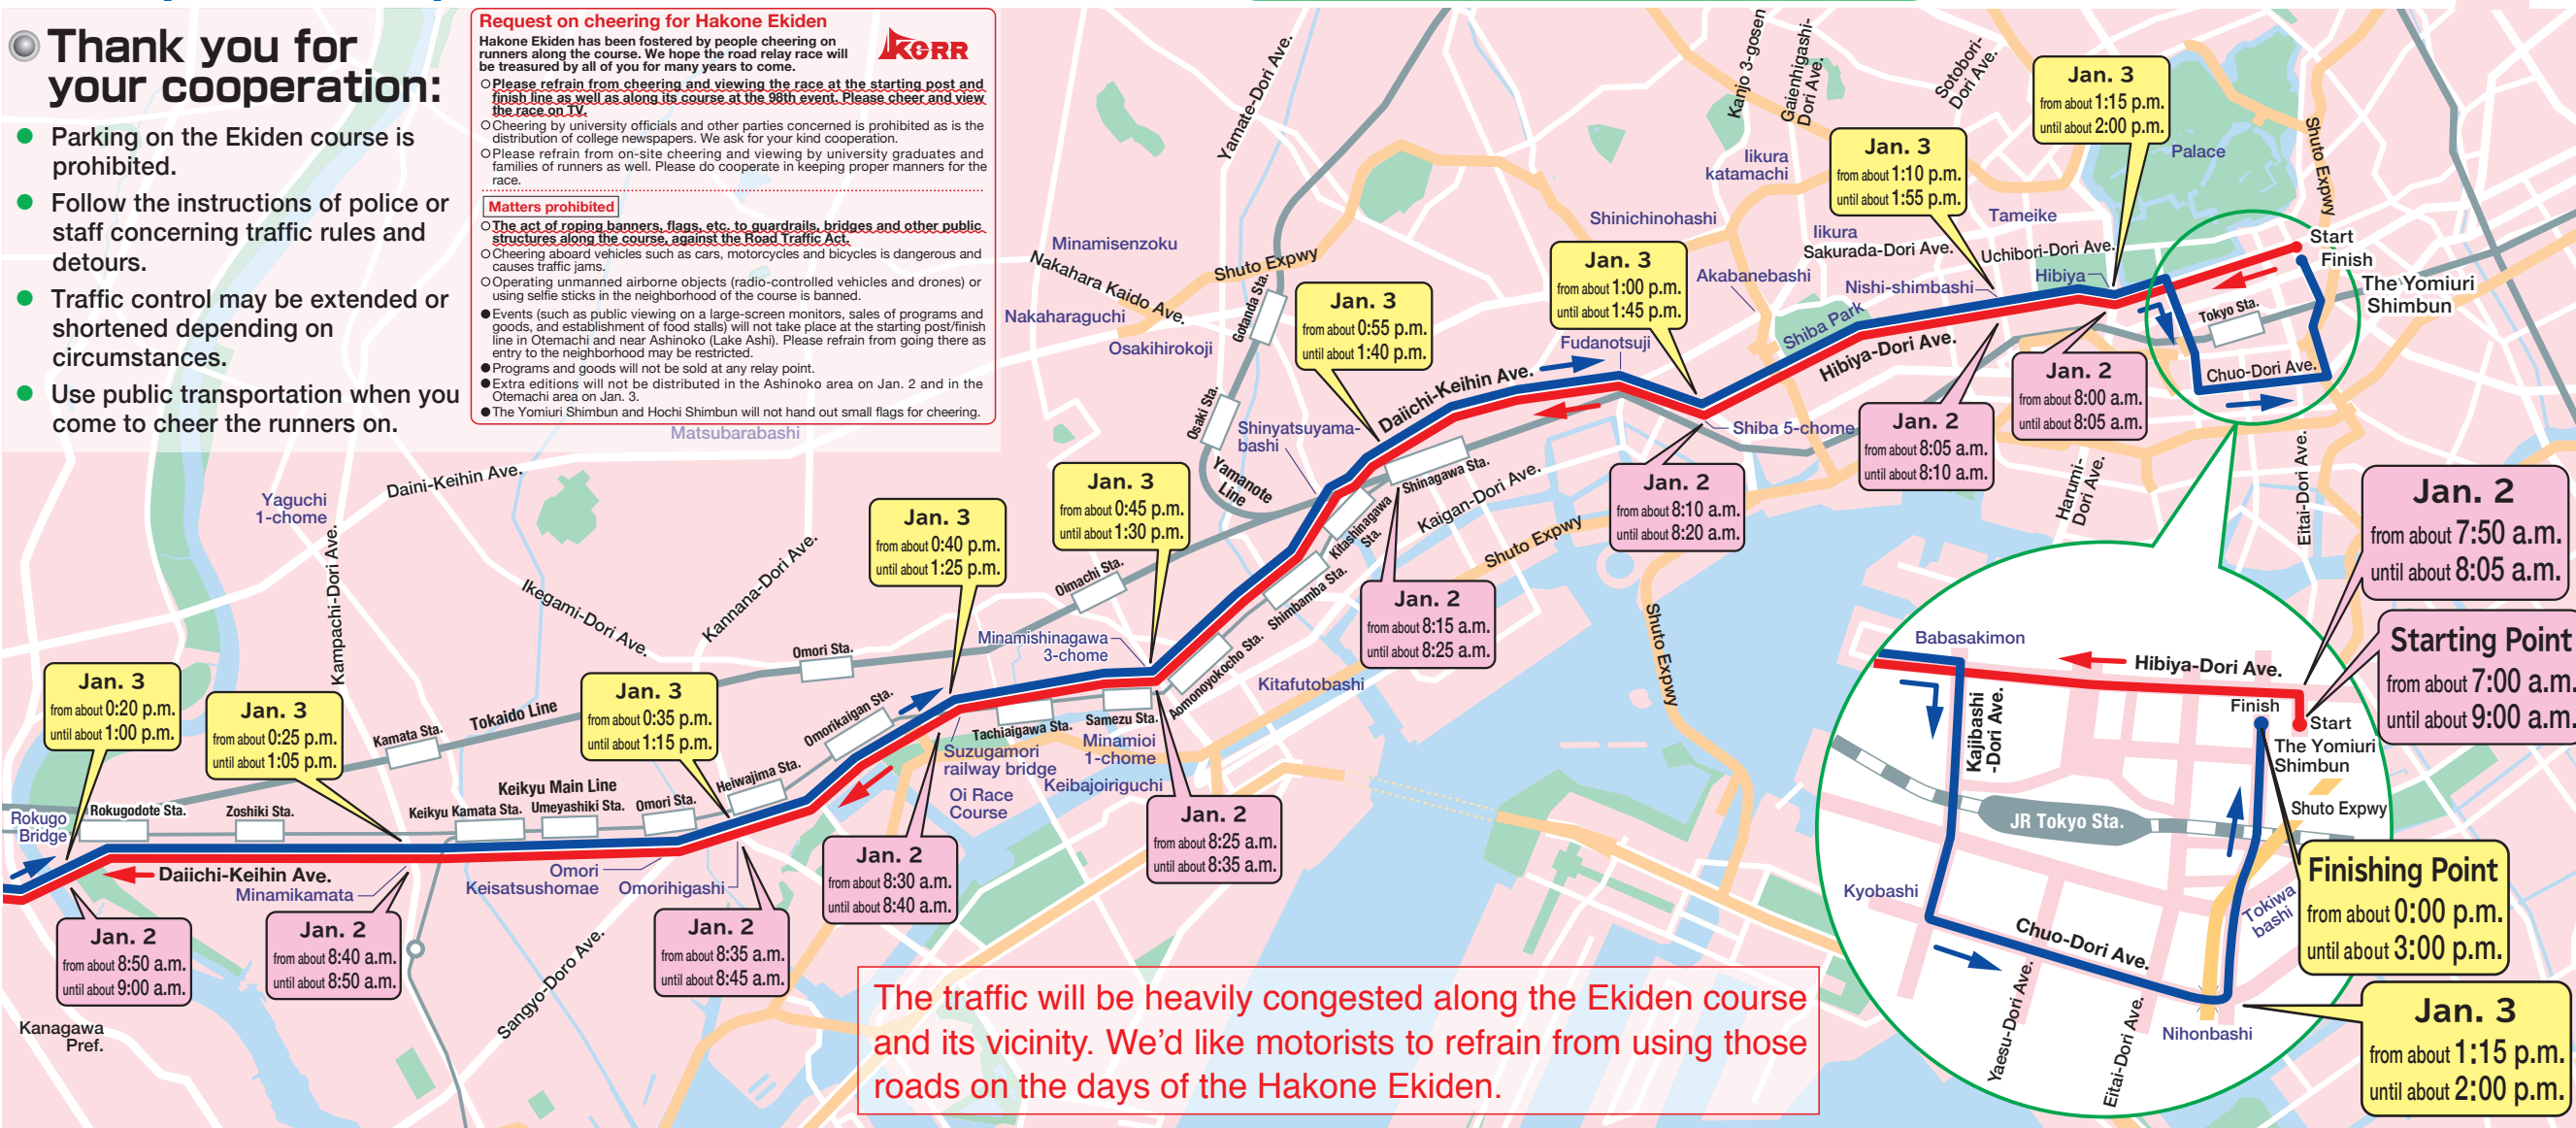 Thank you for
your cooperation:
Parking on the Ekiden course is
prohibited.
Follow the instructions of police or
staff concerning traffic rules and
detours.
Traffic control may be extended or
shortened depending on
circumstances.
Use public transportation when you
come to cheer the runners on.
Request on cheering for Hakone Ekiden
KGRR
Hakone Ekiden has been fostered by people cheering on
runners along the course. We hope the road relay race will
be treasured by all of you for many years to come.
Please refrain from cheering and viewing the race at the starting post and
finish line as well as along its course at the 98th event. Please cheer and view
the race on TV.
Cheering by university officials and other parties concerned is prohibited as is the
distribution of college newspapers. We ask for your kind cooperation.
Please refrain from on-site cheering and viewing by university graduates and
families of runners as well. Please do cooperate in keeping proper manners for the
race.
Matters prohibited
The act of roping banners, flags, etc. to guardrails, bridges and other public
structures along the course, against the Road Traffic Act.
Cheering aboard vehicles such as cars, motorcycles and bicycles is dangerous and
causes traffic jams.
Operating unmanned airborne objects (radio-controlled vehicles and drones) or
using selfie sticks in the neighborhood of the course is banned.
Events (such as public viewing on a large-screen monitors, sales of programs and
goods, and establishment of food stalls) will not take place at the starting post/finish
line in Otemachi and near Ashinoko (Lake Ashi). Please refrain from going there as
entry to the neighborhood may be restricted.
Programs and goods will not be sold at any relay point.
Extra editions will not be distributed in the Ashinoko area on Jan. 2 and in the
Otemachi area on Jan. 3.
The Yomiuri Shimbun and Hochi Shimbun will not hand out small flags for cheering.
Matsubarabashi
Yamate-Dori Ave.
Kanjo 3-gosen
Gaienhigashi-
Dori Ave.
Sotobori-
Dori Ave.
Jan. 3
from about 1:15 p.m.
until about 2:00 p.m.
Palace
Shuto Expwy
Iikura
katamachi
Jan. 3
from about 1:10 p.m.
until about 1:55 p.m.
Shinichinohashi
Tameike
Iikura
Sakurada-Dori Ave.
Uchibori-Dori Ave.
Hibiya
Start
Finish
The Yomiuri
Shimbun
Minamisenzoku
Nakahara Kaido Ave.
Shuto Expwy
Nakaharaguchi
Osakihirokoji
Gotanda Sta.
Osaki Sta.
Yamanote
Line
Jan. 3
from about 1:00 p.m.
until about 1:45 p.m.
Akabanebashi
Nishi-shimbashi
Shiba Park
Hibiya-Dori Ave.
Tokyo Sta.
Chuo-Dori Ave.
Jan. 3
from about 0:55 p.m.
until about 1:40 p.m.
Fudanotsuji
Daiichi-Keihin Ave.
Shinyatsuyama-
bashi
Shiba 5-chome
Jan. 2
from about 8:00 a.m.
until about 8:05 a.m.
Jan. 2
from about 8:05 a.m.
until about 8:10 a.m.
Jan. 2
from about 8:10 a.m.
until about 8:20 a.m.
Harumi-
Dori Ave.
Eitai-Dori Ave.
Shinagawa Sta.
Kitashinagawa
Sta.
Kaigan-Dori Ave.
Shuto Expwy
Shuto Expwy
Yaguchi
1-chome
Daini-Keihin Ave.
Kampachi-Dori Ave.
Ikegami-Dori Ave.
Kannana-Dori Ave.
Jan. 3
from about 0:40 p.m.
until about 1:25 p.m.
Jan. 3
from about 0:45 p.m.
until about 1:30 p.m.
Oimachi Sta.
Shimbamba Sta.
Jan. 2
from about 8:15 a.m.
until about 8:25 a.m.
Minamishinagawa
3-chome
Aomonoyokocho Sta.
Kitafutobashi
Omori Sta.
Jan. 3
from about 0:20 p.m.
until about 1:00 p.m.
Jan. 3
from about 0:25 p.m.
until about 1:05 p.m.
Jan. 3
from about 0:35 p.m.
until about 1:15 p.m.
Kamata Sta.
Tokaido Line
Omorikaigan Sta.
Tachiaigawa Sta.
Samezu Sta.
Suzugamori
railway bridge
Minamioi
1-chome
Keibajoiriguchi
Oi Race
Course
Heiwajima Sta.
Keikyu Main Line
Rokugo
Bridge
Rokugodote Sta.
Zoshiki Sta.
Keikyu Kamata Sta.
Umeyashiki Sta.
Omori Sta.
Daiichi-Keihin Ave.
Minamikamata
Omori
Keisatsushomae
Omorihigashi
Jan. 2
from about 8:50 a.m.
until about 9:00 a.m.
Jan. 2
from about 8:40 a.m.
until about 8:50 a.m.
Jan. 2
from about 8:35 a.m.
until about 8:45 a.m.
Jan. 2
from about 8:30 a.m.
until about 8:40 a.m.
Jan. 2
from about 8:25 a.m.
until about 8:35 a.m.
Kanagawa
Pref.
Sangyo-Doro Ave.
The traffic will be heavily congested along the Ekiden course
and its vicinity. We'd like motorists to refrain from using those
roads on the days of the Hakone Ekiden.
Jan. 2
from about 7:50 a.m.
until about 8:05 a.m.
Starting Point
from about 7:00 a.m.
until about 9:00 a.m.
Babasakimon
Hibiya-Dori Ave.
Finish
Start
The Yomiuri
Shimbun
Kajibashi
-Dori Ave.
JR Tokyo Sta.
Shuto Expwy
Kyobashi
Tokiwa
bashi
Chuo-Dori Ave.
Yaesu-Dori Ave.
Eitai-Dori Ave.
Nihonbashi
Finishing Point
from about 0:00 p.m.
until about 3:00 p.m.
Jan. 3
from about 1:15 p.m.
until about 2:00 p.m.